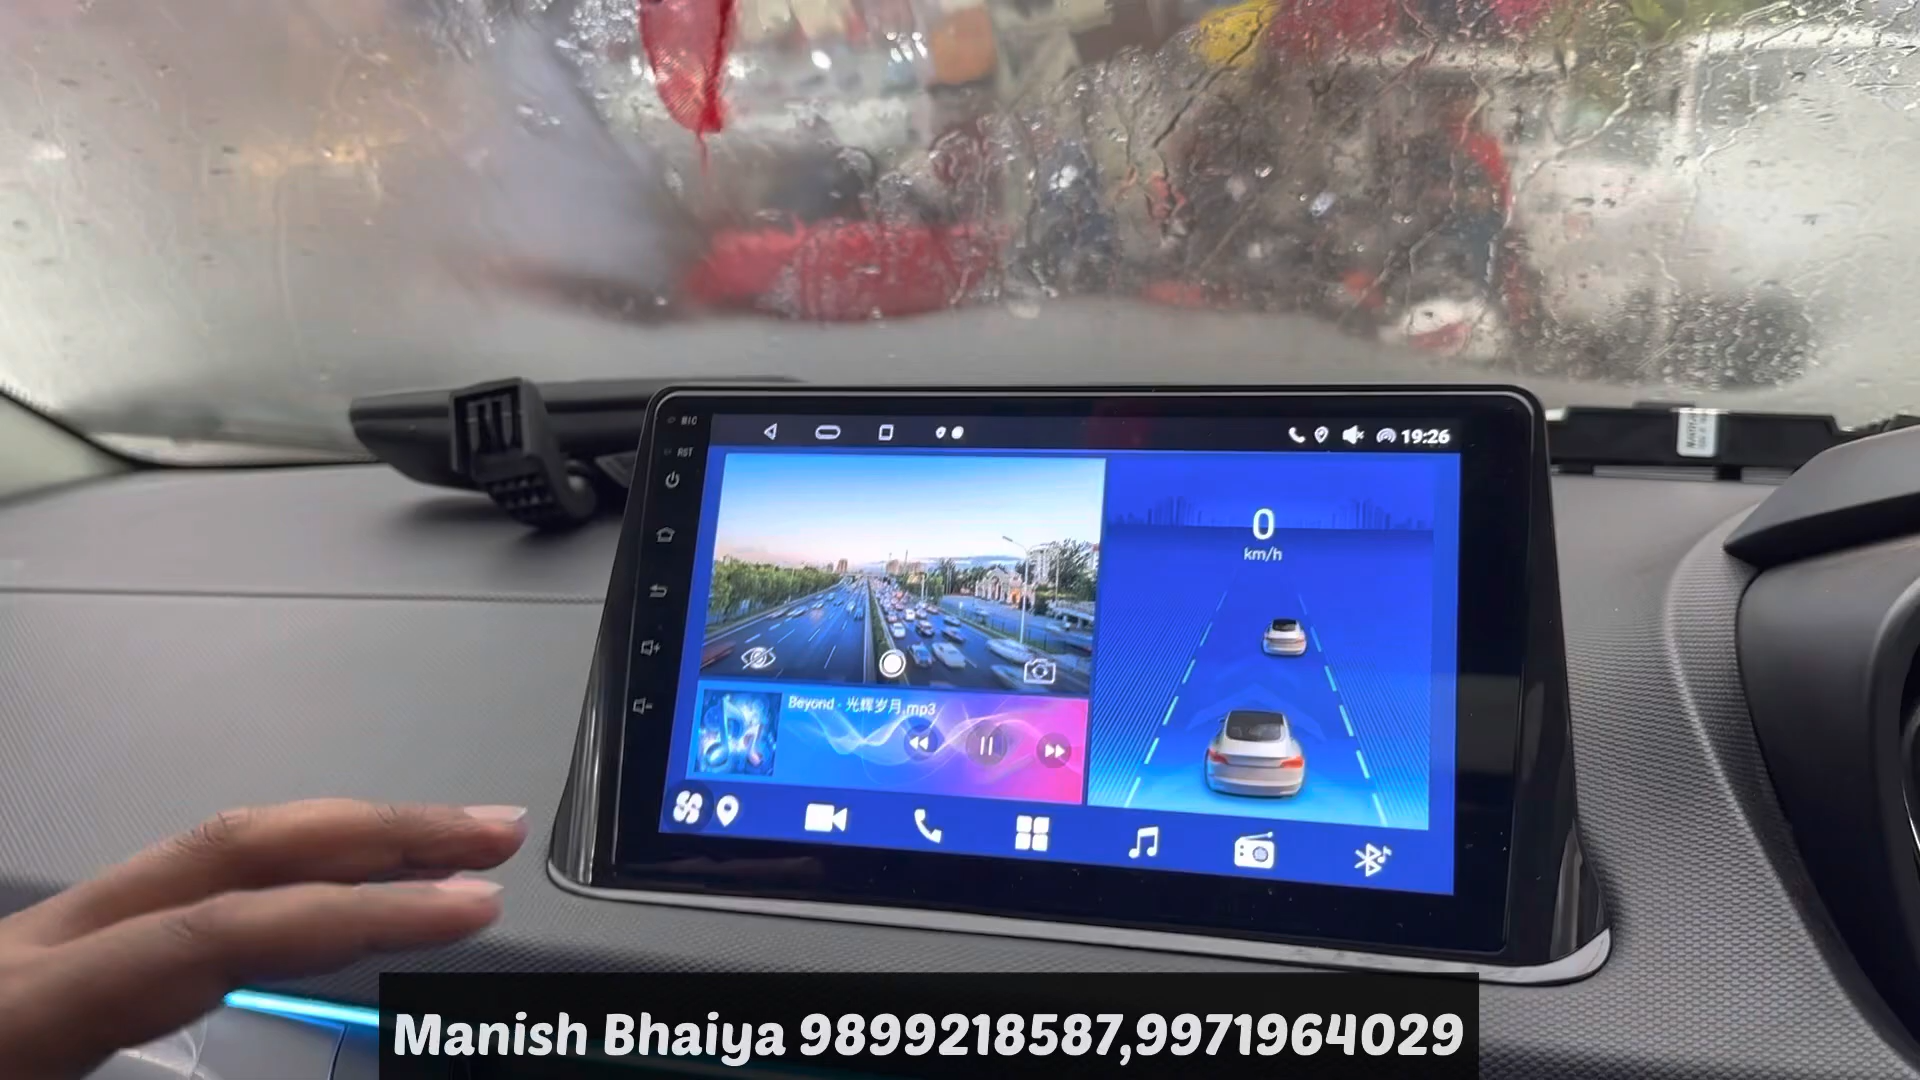 MIC
RST
19:26
0
km/h
Beyond - 光辉岁月.mp3
Manish Bhaiya 9899218587,9971964029